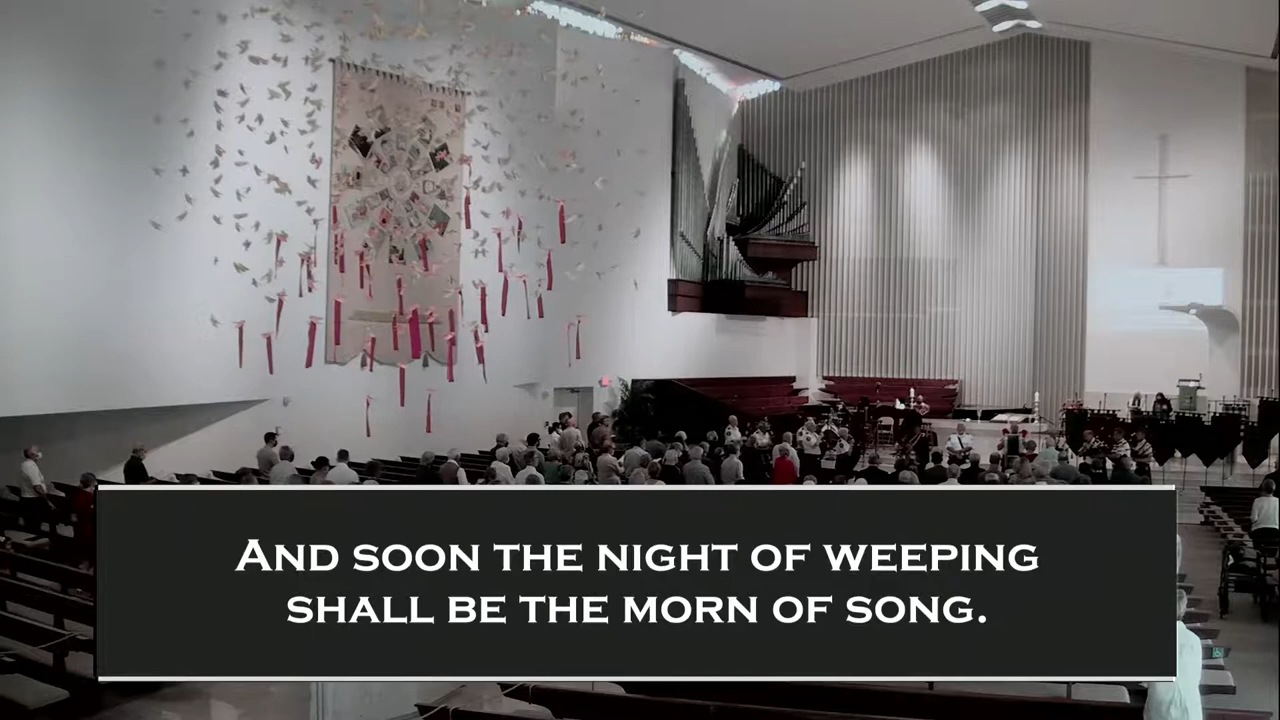 AND SOON THE NIGHT OF WEEPING
SHALL BE THE MORN OF SONG.